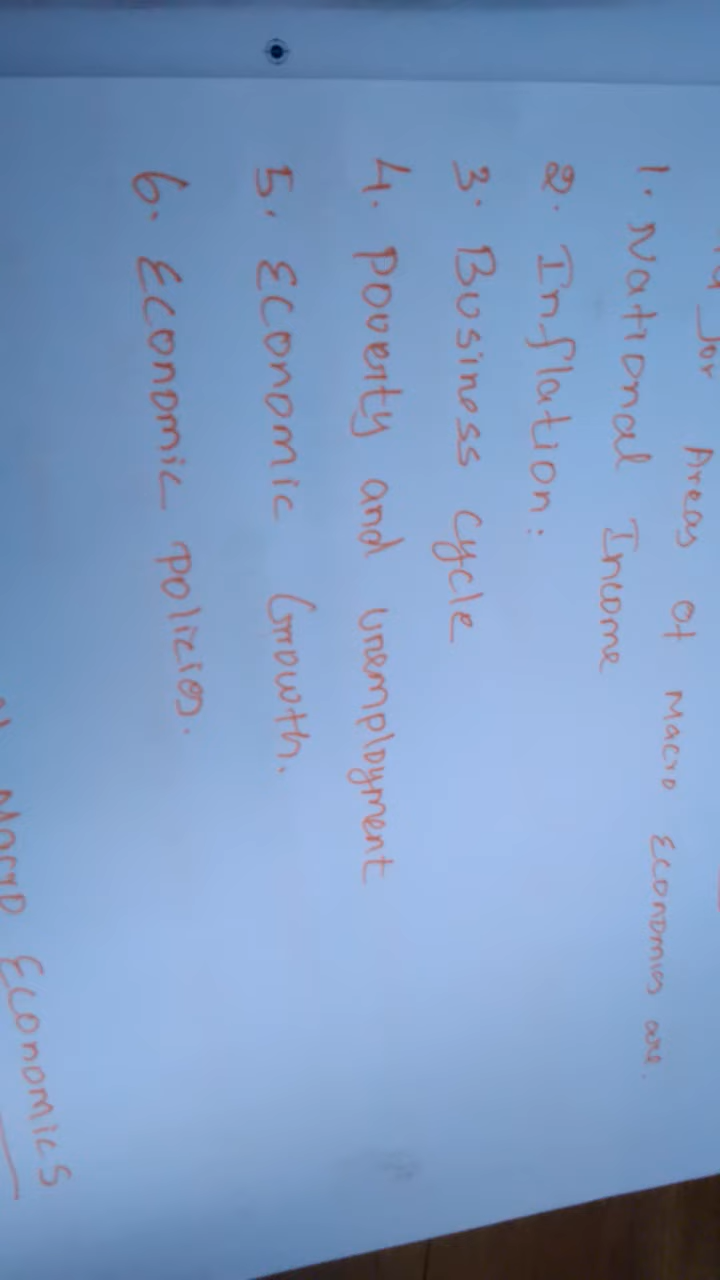 Jor Areas of Macro Economics are.
1. National Income
2. Inflation:
3. Business Cycle
4. Poverty and Unemployment
5. Economic Growth.
6. Economic Policies.
Macro Economics